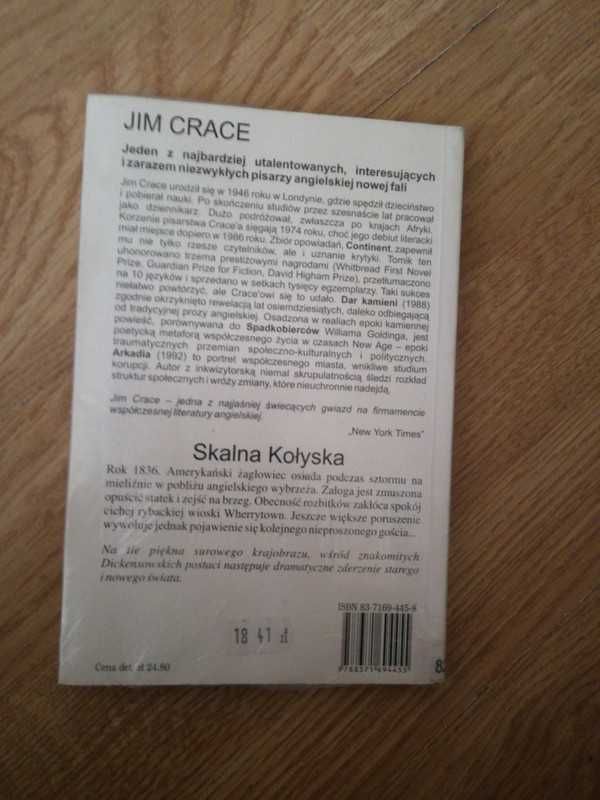 JIM CRACE
Jeden z najbardziej utalentowanych, interesujących
i zarazem niezwykłych pisarzy angielskiej nowej fali
Jim Crace urodził się w 1946 roku w Londynie, gdzie spędził dzieciństwo
i pobierał nauki. Po skończeniu studiów przez szesnaście lat pracował
jako dziennikarz. Dużo podróżował, zwłaszcza po krajach Afryki.
Korzenie pisarstwa Crace'a sięgają 1974 roku, choć jego debiut literacki
miał miejsce dopiero w 1986 roku. Zbiór opowiadań, Continent, zapewnił
mu nie tylko rzesze czytelników, ale i uznanie krytyki. Tomik ten
uhonorowano trzema prestiżowymi nagrodami (Whitbread First Novel
Prize, Guardian Prize for Fiction, David Higham Prize), przetłumaczono
na 10 języków i sprzedano w setkach tysięcy egzemplarzy. Taki sukces
niełatwo powtórzyć, ale Crace'owi się to udało. Dar kamieni (1988)
zgodnie okrzyknięto rewelacją lat osiemdziesiątych, daleko odbiegającą
od tradycyjnej prozy angielskiej. Osadzona w realiach epoki kamiennej
powieść, porównywana do Spadkobierców Williama Goldinga, jest
poetycką metaforą współczesnego życia w czasach New Age – epoki
traumatycznych przemian społeczno-kulturalnych i politycznych.
Arkadia (1992) to portret współczesnego miasta, wnikliwe studium
korupcji. Autor z inkwizytorską niemal skrupulatnością śledzi rozkład
struktur społecznych i wróży zmiany, które nieuchronnie nadejdą.
Jim Crace – jedna z najjaśniej świecących gwiazd na firmamencie
współczesnej literatury angielskiej.
„New York Times"
Skalna Kołyska
Rok 1836. Amerykański żaglowiec osiada podczas sztormu na
mieliźnie w pobliżu angielskiego wybrzeża. Załoga jest zmuszona
opuścić statek i zejść na brzeg. Obecność rozbitków zakłóca spokój
cichej rybackiej wioski Wherrytown. Jeszcze większe poruszenie
wywołuje jednak pojawienie się kolejnego nieproszonego gościa...
Na tle piękna surowego krajobrazu, wśród znakomitych
Dickensowskich postaci następuje dramatyczne zderzenie starego
i nowego świata.
ISBN 83-7169-445-8
18 41 zł
Cena det. zł 24.80
9788371694455